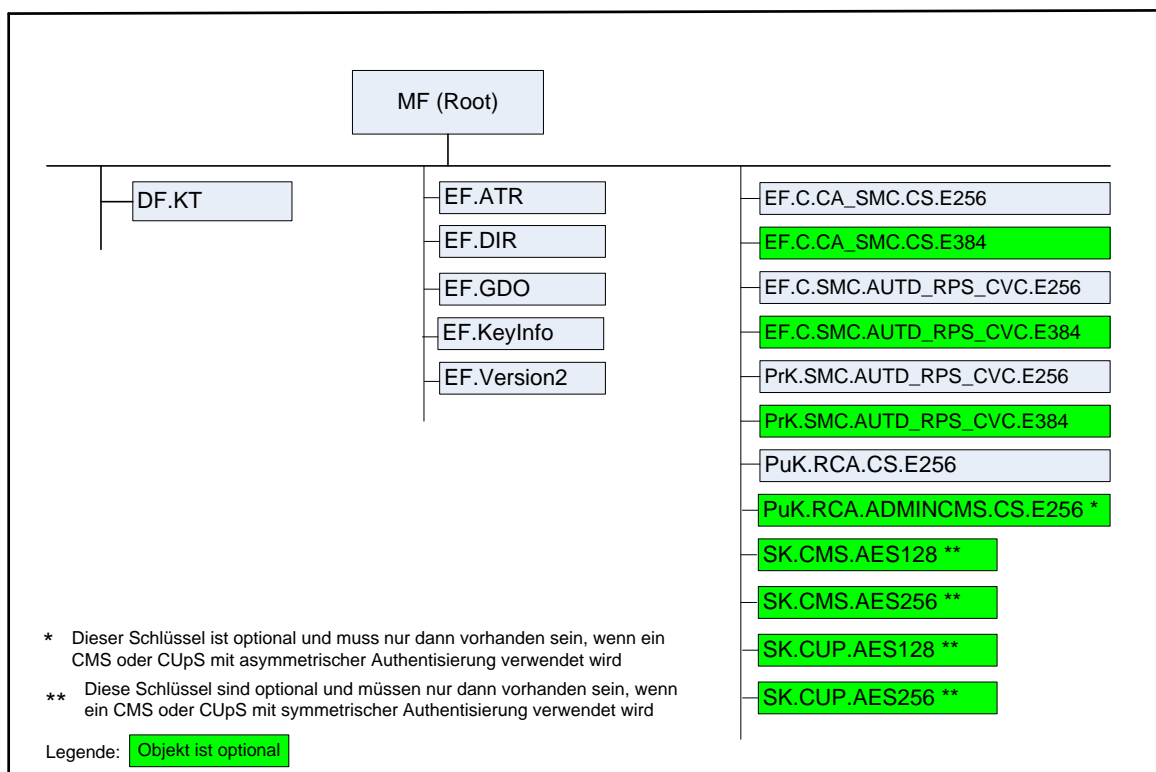 MF (Root)
DF.KT
EF.ATR
EF.DIR
EF.GDO
EF.KeyInfo
EF.Version2
EF.C.CA_SMC.CS.E256
EF.C.CA_SMC.CS.E384
EF.C.SMC.AUTD_RPS_CVC.E256
EF.C.SMC.AUTD_RPS_CVC.E384
PrK.SMC.AUTD_RPS_CVC.E256
PrK.SMC.AUTD_RPS_CVC.E384
PuK.RCA.CS.E256
PuK.RCA.ADMINCMS.CS.E256 *
SK.CMS.AES128 **
SK.CMS.AES256 **
SK.CUP.AES128 **
SK.CUP.AES256 **
* Dieser Schlüssel ist optional und muss nur dann vorhanden sein, wenn ein
CMS oder CUpS mit asymmetrischer Authentisierung verwendet wird
** Diese Schlüssel sind optional und müssen nur dann vorhanden sein, wenn
ein CMS oder CUpS mit symmetrischer Authentisierung verwendet wird
Legende: Objekt ist optional